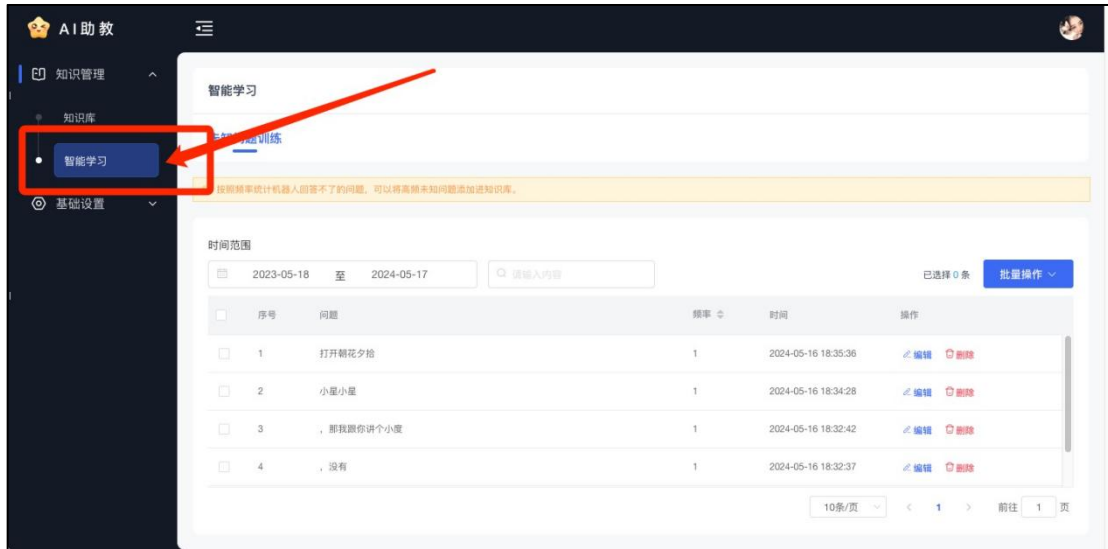 AI助教
知识管理
知识库
智能学习
基础设置
智能学习
题训练
按照频率统计机器人回答不了的问题，可以将高频未知问题添加进知识库。
时间范围
2023-05-18 至 2024-05-17 请输入内容 已选择 0 条 批量操作
序号 问题 频率 时间 操作
1 打开朝花夕拾 1 2024-05-16 18:35:36 编辑 删除
2 小星小星 1 2024-05-16 18:34:28 编辑 删除
3 ，那我跟你讲个小度 1 2024-05-16 18:32:42 编辑 删除
4 ，没有 1 2024-05-16 18:32:37 编辑 删除
10条/页 1 前往 1 页